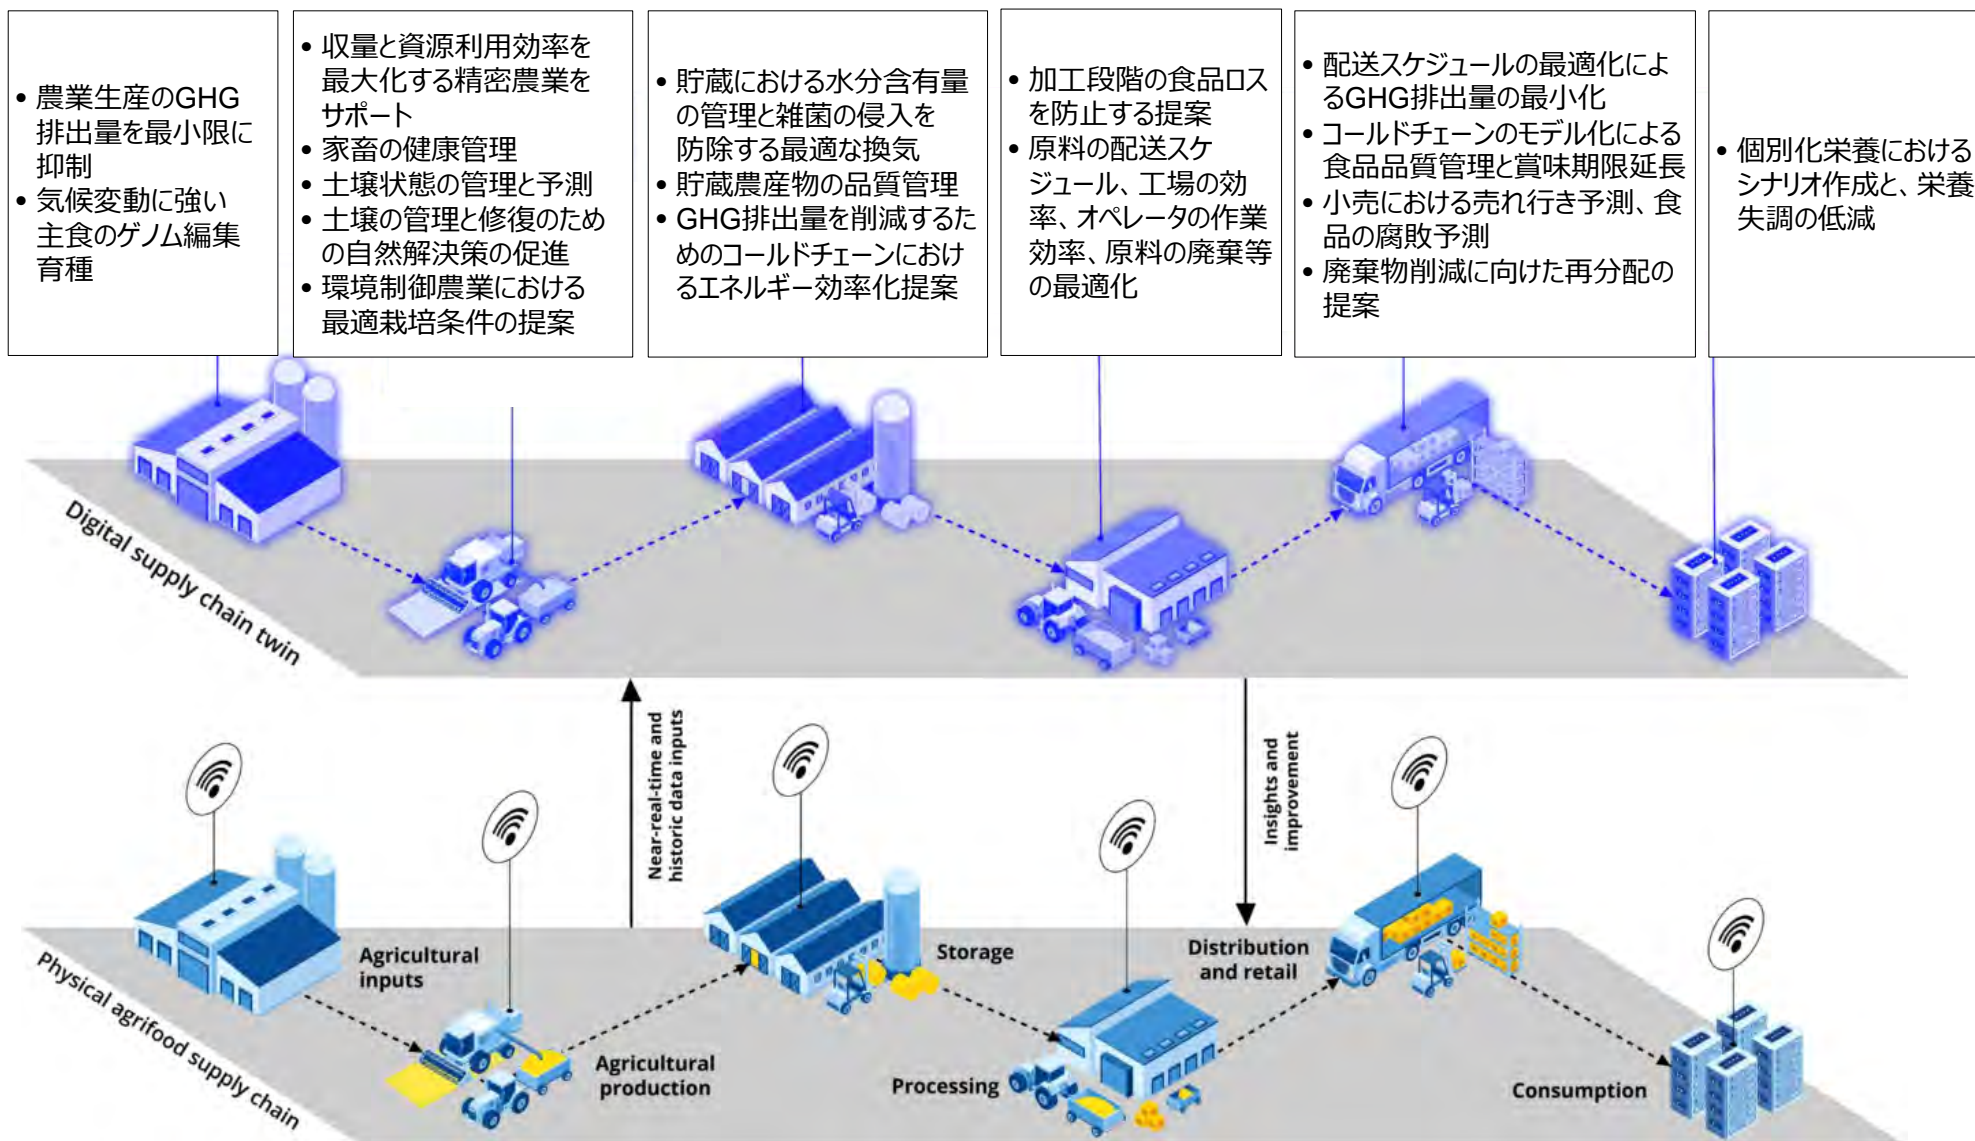 • 農業生産のGHG
排出量を最小限に
抑制
• 気候変動に強い
主食のゲノム編集
育種
• 収量と資源利用効率を
最大化する精密農業を
サポート
• 家畜の健康管理
• 土壌状態の管理と予測
• 土壌の管理と修復のため
の自然解決策の促進
• 環境制御農業における
最適栽培条件の提案
• 貯蔵における水分含有量
の管理と雑菌の侵入を
防除する最適な換気
• 貯蔵農産物の品質管理
• GHG排出量を削減するた
めのコールドチェーンにおけ
るエネルギー効率化提案
• 加工段階の食品ロス
を防止する提案
• 原料の配送スケ
ジュール、工場の効
率、オペレータの作業
効率、原料の廃棄等
の最適化
• 配送スケジュールの最適化によ
るGHG排出量の最小化
• コールドチェーンのモデル化による
食品品質管理と賞味期限延長
• 小売における売れ行き予測、食
品の腐敗予測
• 廃棄物削減に向けた再分配の
提案
• 個別化栄養における
シナリオ作成と、栄養
失調の低減
Digital supply chain twin
Near-real-time and
historic data inputs
Insights and
improvement
Physical agrifood supply chain
Agricultural
inputs
Agricultural
production
Storage
Processing
Distribution
and retail
Consumption